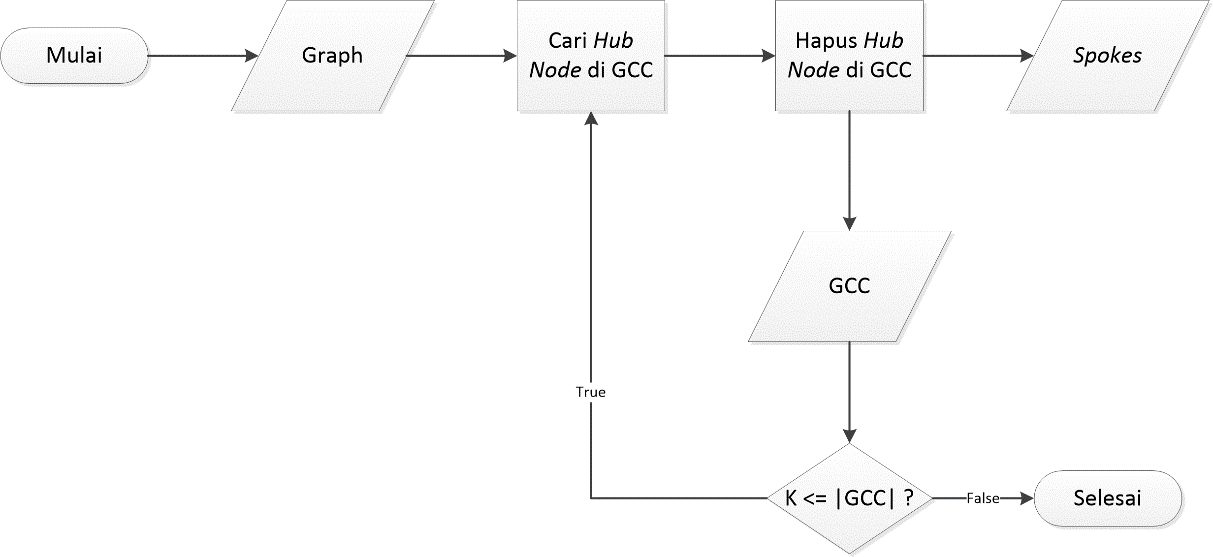 Mulai
Graph
Cari Hub
Node di GCC
Hapus Hub
Node di GCC
Spokes
GCC
True
K <= |GCC| ?
False
Selesai